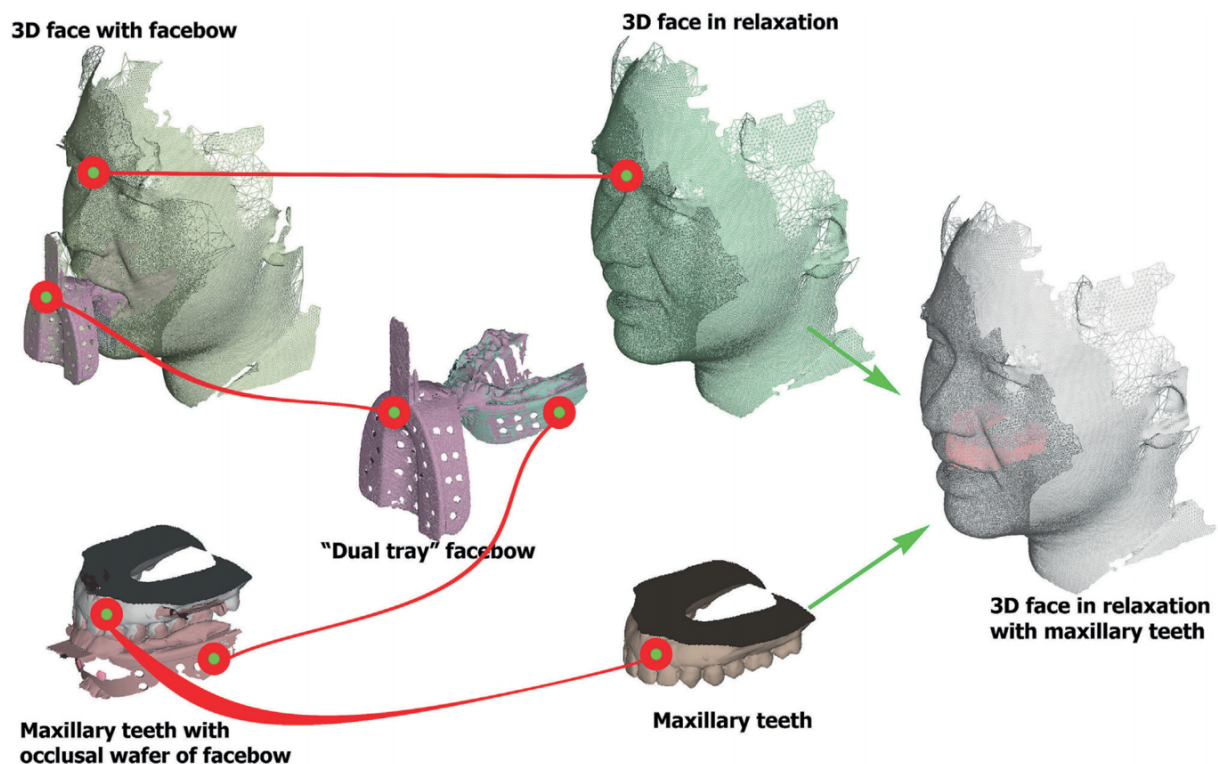 3D face with facebow
3D face in relaxation
“Dual tray” facebow
3D face in relaxation
with maxillary teeth
Maxillary teeth with
occlusal wafer of facebow
Maxillary teeth